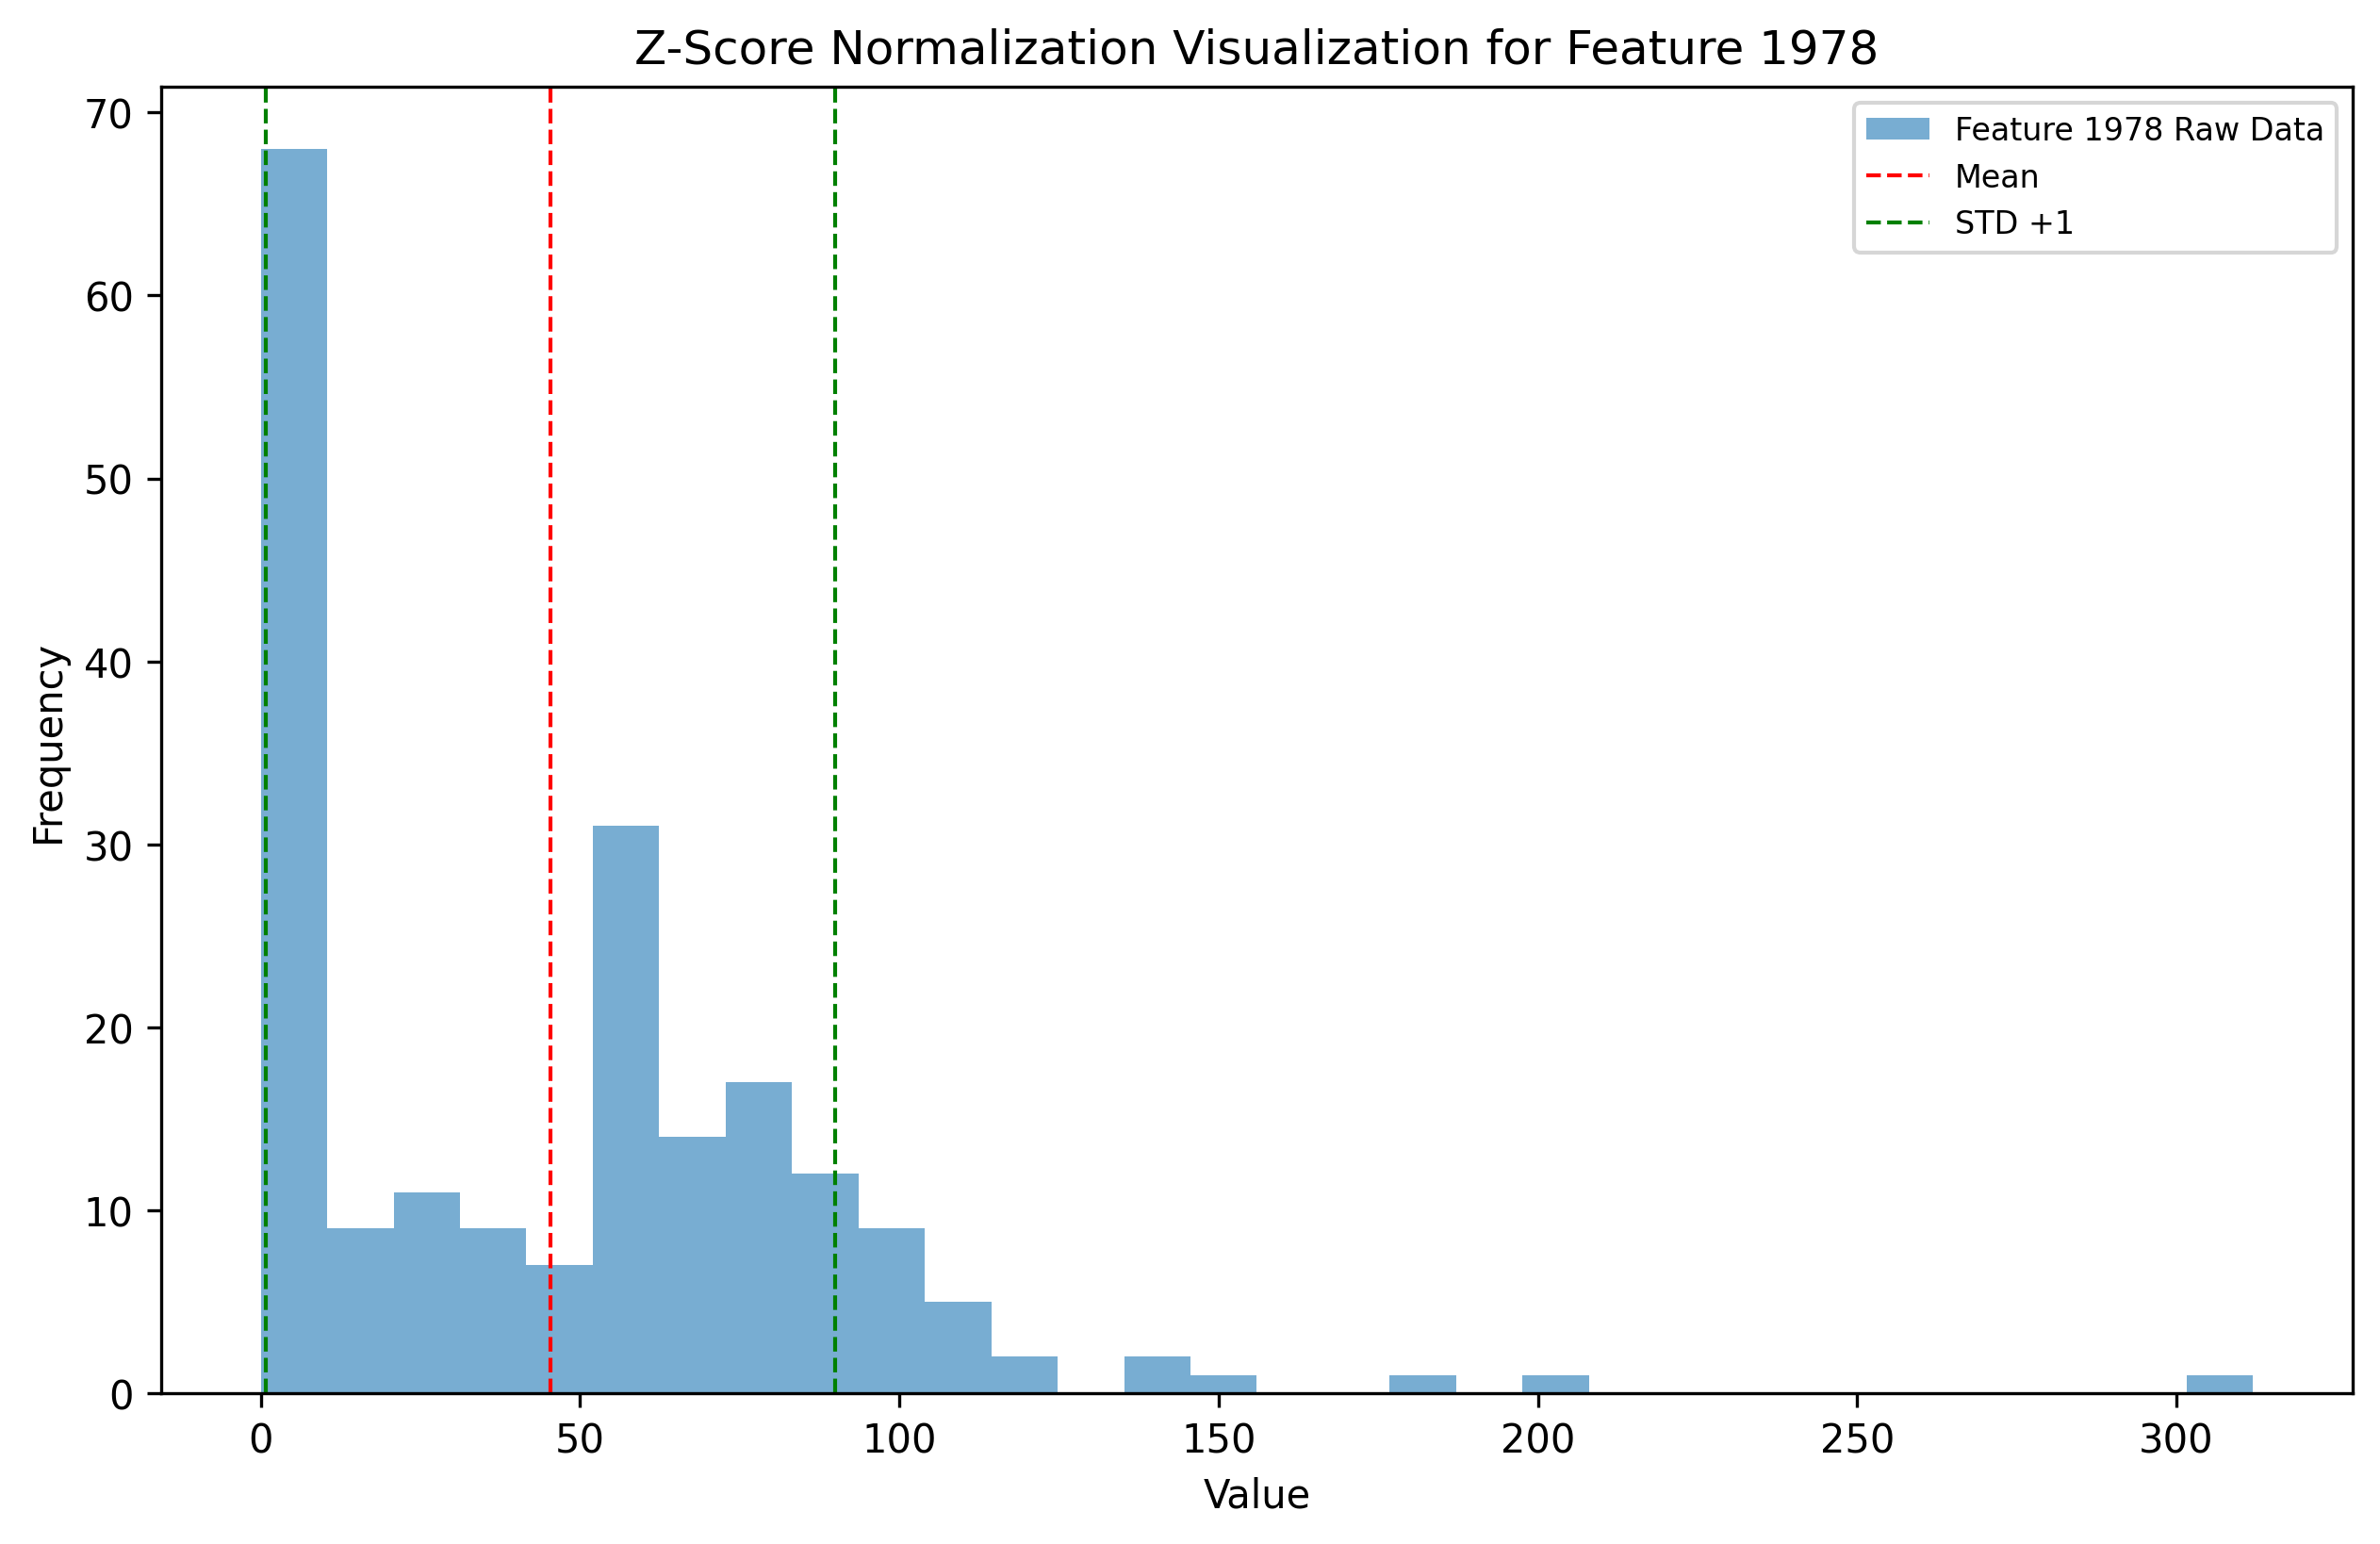 Z-Score Normalization Visualization for Feature 1978
70
60
50
40
30
20
10
0
Frequency
Feature 1978 Raw Data
Mean
STD +1
0 50 100 150 200 250 300
Value